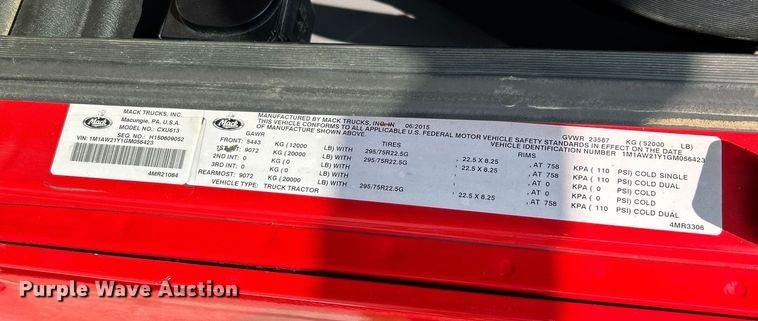 MACK TRUCKS, INC.
Macungie, PA. U.S.A.
MODEL NO.: CXU613
SEQ. NO.: H150609052
VIN: 1M1AW21Y1GM056423
4MR21084
Mack
MANUFACTURED BY MACK TRUCKS, INC. IN 06/2015
THIS VEHICLE CONFORMS TO ALL APPLICABLE U.S. FEDERAL MOTOR VEHICLE SAFETY STANDARDS IN EFFECT ON THE DATE
OF MANUFACTURE SHOWN ABOVE.
GVWR 23587 KG (52000 LB)
VEHICLE IDENTIFICATION NUMBER 1M1AW21Y1GM056423
GAWR TIRES RIMS
FRONT: 5443 KG (12000 LB) WITH 295/75R22.5G , 22.5 X 8.25 , AT 758 KPA ( 110 PSI) COLD SINGLE
1ST INT: 9072 KG (20000 LB) WITH 295/75R22.5G , 22.5 X 8.25 , AT 758 KPA ( 110 PSI) COLD DUAL
2ND INT: 0 KG (0 LB) WITH , AT 0 KPA ( 0 PSI) COLD
3RD INT: 0 KG (0 LB) WITH , AT 0 KPA ( 0 PSI) COLD
REARMOST: 9072 KG (20000 LB) WITH 295/75R22.5G , 22.5 X 8.25 , AT 758 KPA ( 110 PSI) COLD DUAL
VEHICLE TYPE: TRUCK TRACTOR
4MR3306
Purple Wave Auction